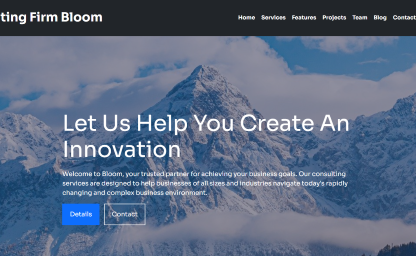 ting Firm Bloom
Home Services Features Projects Team Blog Contact
Let Us Help You Create An
Innovation
Welcome to Bloom, your trusted partner for achieving your business goals. Our consulting
services are designed to help businesses of all sizes and industries navigate today's rapidly
changing and complex business environment.
Details Contatt